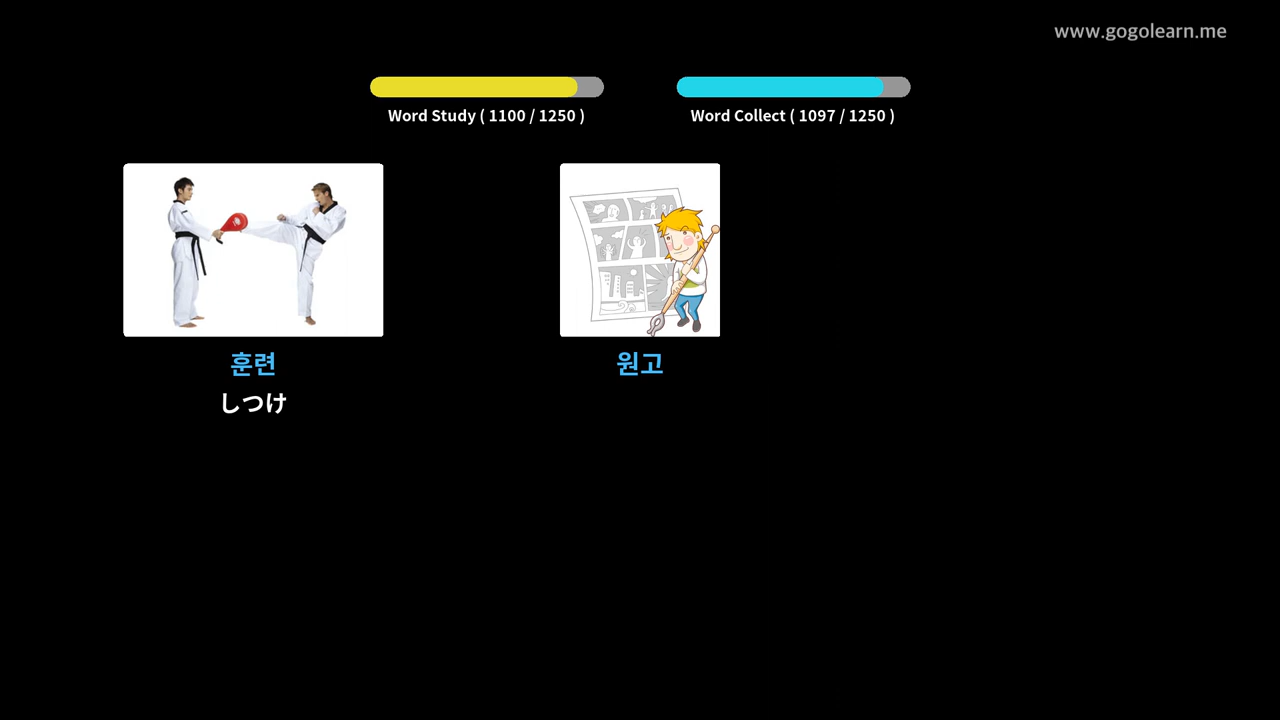 www.gogolearn.me
Word Study ( 1100 / 1250 )
Word Collect ( 1097 / 1250 )
훈련
しつけ
원고